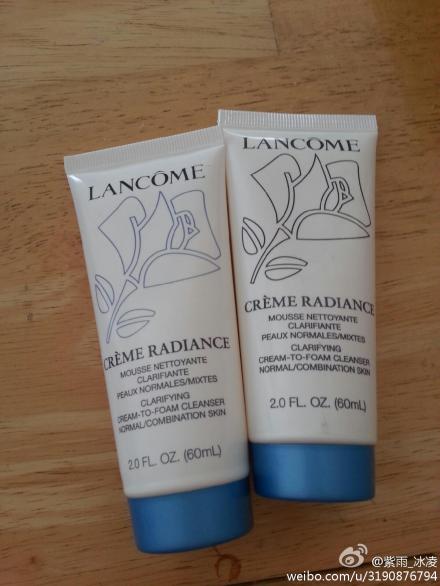 LANCÔME
CRÈME RADIANCE
MOUSSE NETTOYANTE
CLARIFIANTE
PEAUX NORMALES/MIXTES
CLARIFYING
CREAM-TO-FOAM CLEANSER
NORMAL/COMBINATION SKIN
2.0 FL. OZ. (60mL)
LANCÔME
CRÈME RADIANCE
MOUSSE NETTOYANTE
CLARIFIANTE
PEAUX NORMALES/MIXTES
CLARIFYING
CREAM-TO-FOAM CLEANSER
NORMAL/COMBINATION SKIN
2.0 FL. OZ. (60mL)
@紫雨_冰凌
weibo.com/u/3190876794